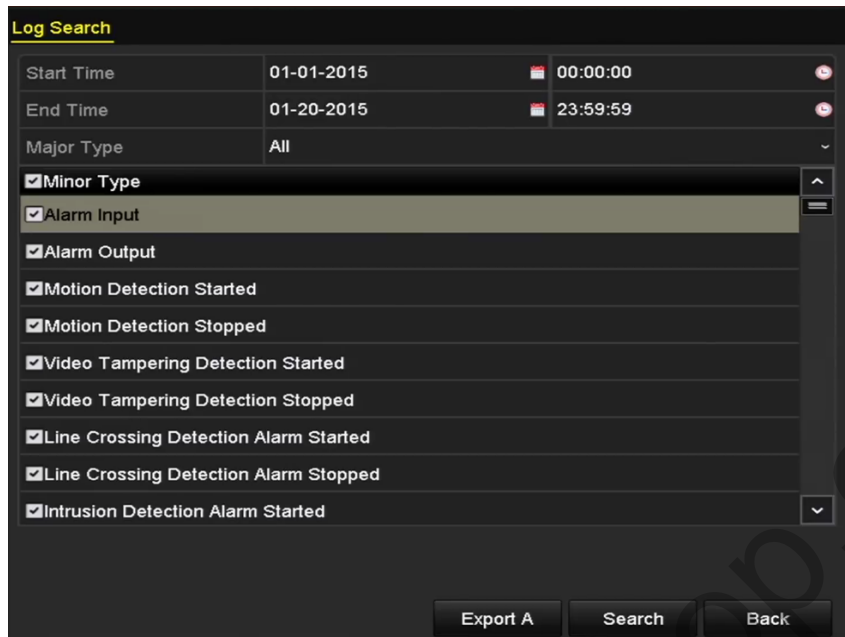 Log Search
Start Time 01-01-2015 00:00:00
End Time 01-20-2015 23:59:59
Major Type All
Minor Type
Alarm Input
Alarm Output
Motion Detection Started
Motion Detection Stopped
Video Tampering Detection Started
Video Tampering Detection Stopped
Line Crossing Detection Alarm Started
Line Crossing Detection Alarm Stopped
Intrusion Detection Alarm Started
Export A Search Back